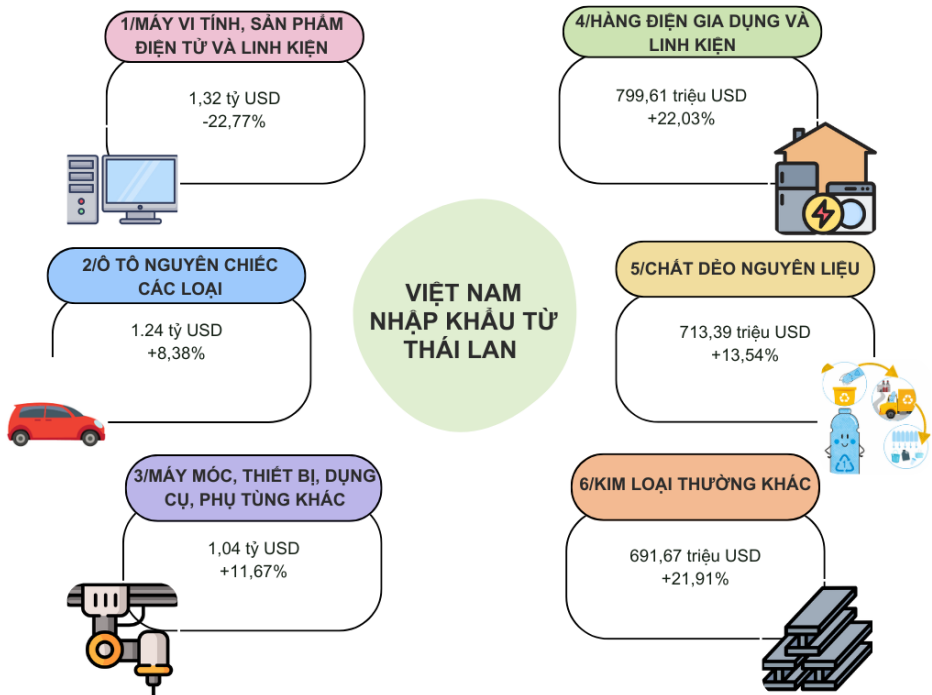 1/MÁY VI TÍNH, SẢN PHẨM
ĐIỆN TỬ VÀ LINH KIỆN
1,32 tỷ USD
-22,77%
2/Ô TÔ NGUYÊN CHIẾC
CÁC LOẠI
1.24 tỷ USD
+8,38%
3/MÁY MÓC, THIẾT BỊ, DỤNG
CỤ, PHỤ TÙNG KHÁC
1,04 tỷ USD
+11,67%
VIỆT NAM
NHẬP KHẨU TỪ
THÁI LAN
4/HÀNG ĐIỆN GIA DỤNG VÀ
LINH KIỆN
799,61 triệu USD
+22,03%
5/CHẤT DẺO NGUYÊN LIỆU
713,39 triệu USD
+13,54%
6/KIM LOẠI THƯỜNG KHÁC
691,67 triệu USD
+21,91%